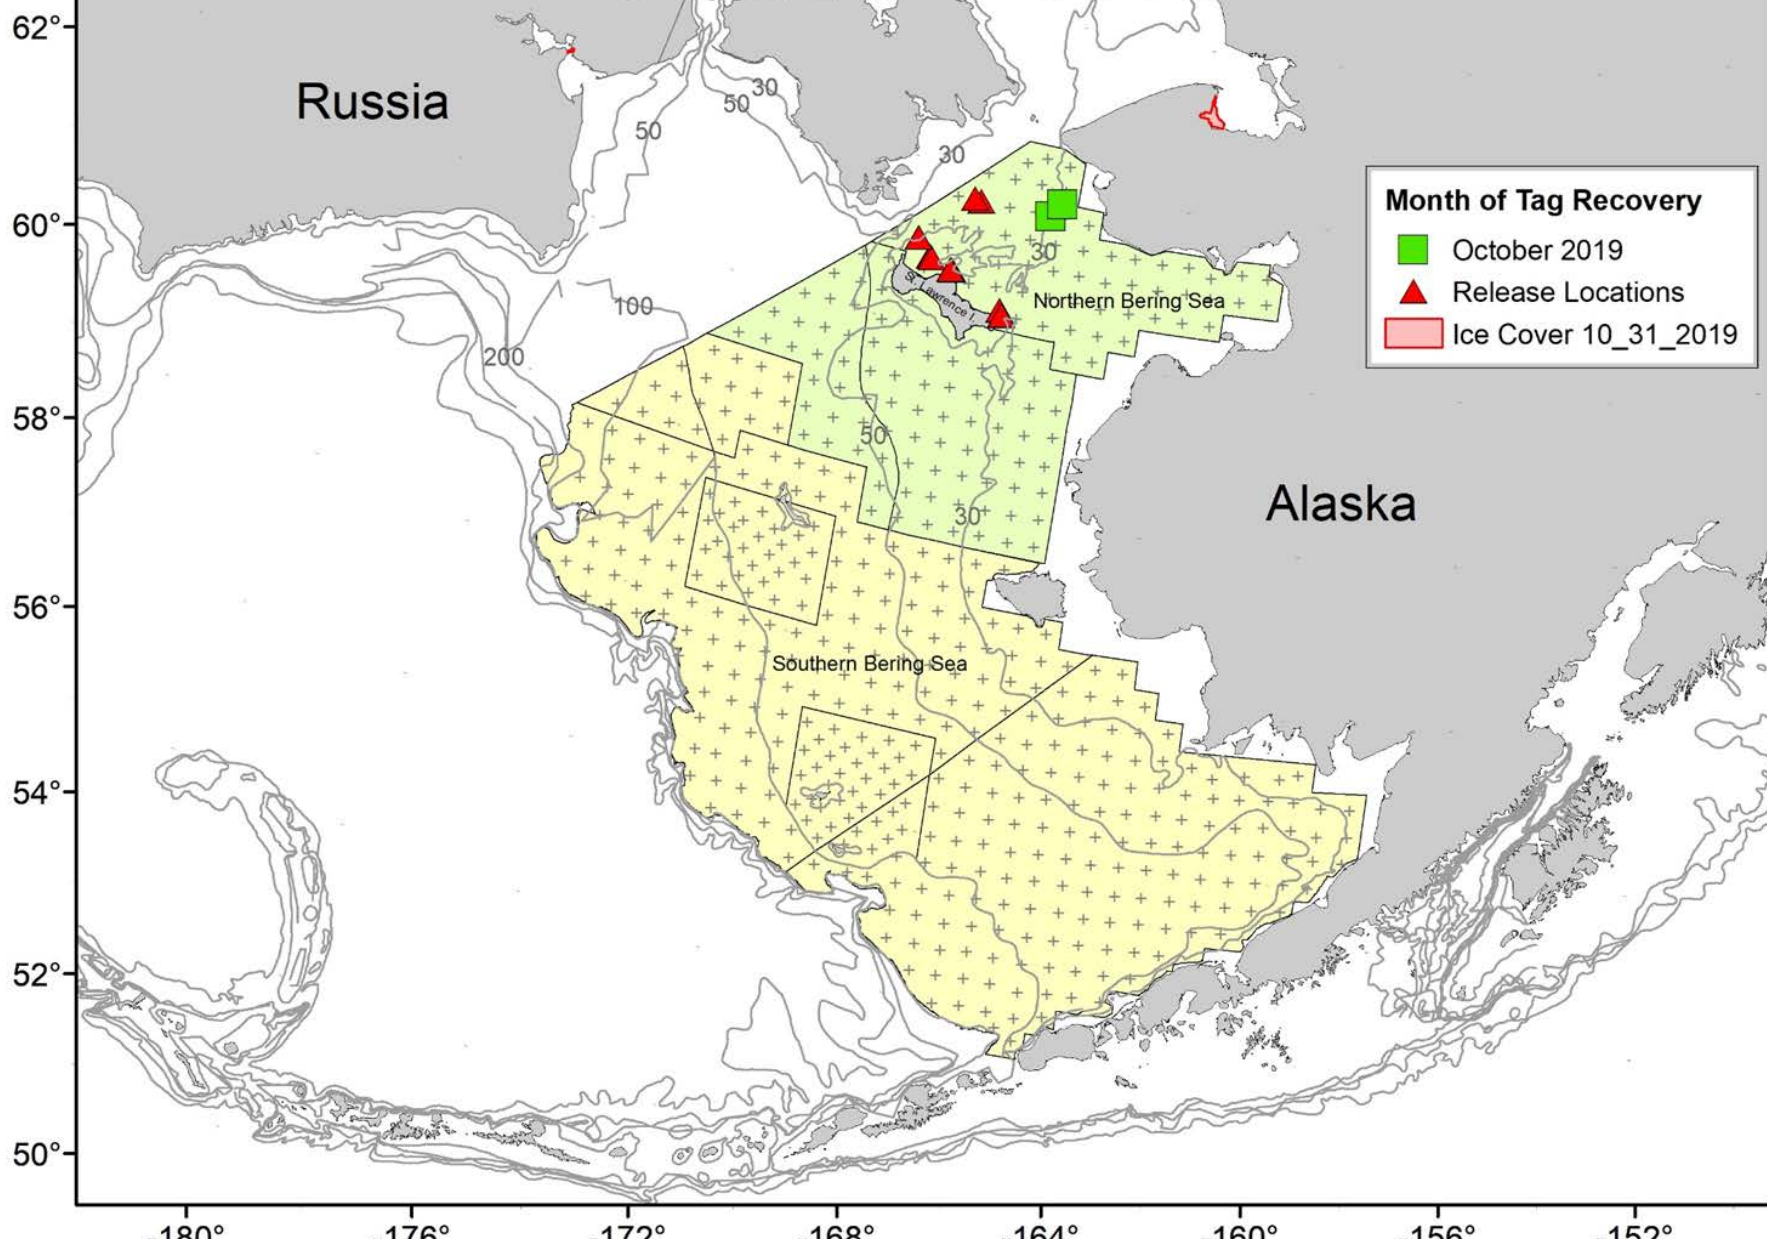 62°
Russia
30
50
50
30
Month of Tag Recovery
October 2019
Release Locations
Ice Cover 10_31_2019
60°
30
St. Lawrence I.
Northern Bering Sea
100
200
58°
50
Alaska
30
56°
Southern Bering Sea
54°
52°
50°
-180° -176° -172° -168° -164° -160° -156° -152°